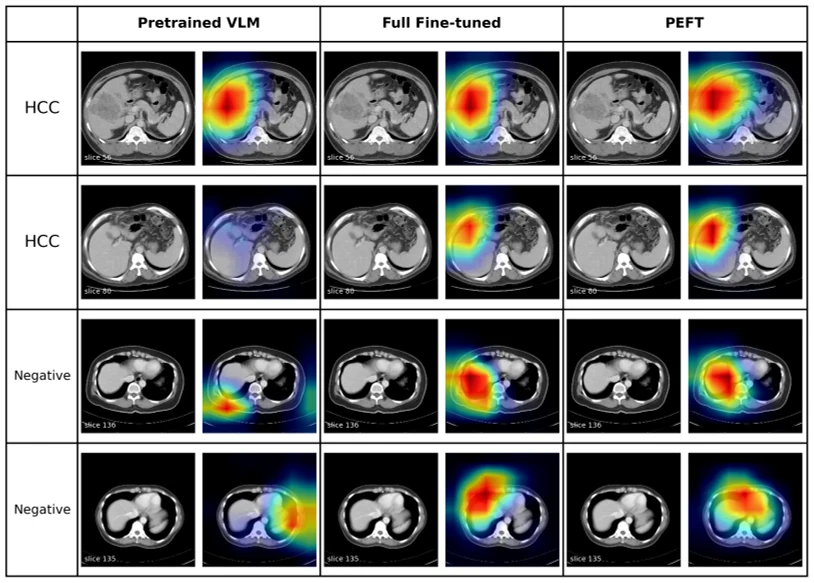 Pretrained VLM Full Fine-tuned PEFT
HCC
slice 56 slice 56 slice 56
HCC
slice 80 slice 80 slice 80
Negative
slice 136 slice 136 slice 136
Negative
slice 135 slice 135 slice 135